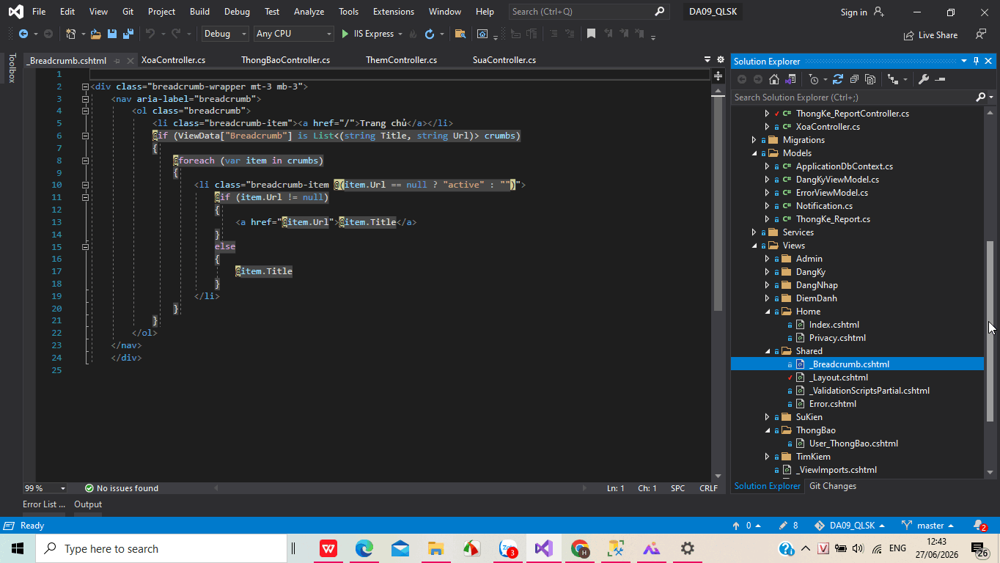 File Edit View Git Project Build Debug Test Analyze Tools Extensions Window Help Search (Ctrl+Q) DA09_QLSK Sign in
Debug Any CPU IIS Express Live Share
Toolbox
_Breadcrumb.cshtml XoaController.cs ThongBaoController.cs ThemController.cs SuaController.cs
1
2 <div class="breadcrumb-wrapper mt-3 mb-3">
3 <nav aria-label="breadcrumb">
4 <ol class="breadcrumb">
5 <li class="breadcrumb-item"><a href="/">Trang chủ</a></li>
6 @if (ViewData["Breadcrumb"] is List<(string Title, string Url)> crumbs)
7 {
8 @foreach (var item in crumbs)
9 {
10 <li class="breadcrumb-item @(item.Url == null ? "active" : "")">
11 @if (item.Url != null)
12 {
13 <a href="@item.Url">@item.Title</a>
14 }
15 else
16 {
17 @item.Title
18 }
19 </li>
20 }
21 }
22 </ol>
23 </nav>
24 </div>
25
99 % No issues found Ln: 1 Ch: 1 SPC CRLF
Error List ... Output
Solution Explorer
Search Solution Explorer (Ctrl+;)
C# ThongKe_ReportController.cs
C# XoaController.cs
Migrations
Models
C# ApplicationDbContext.cs
C# DangKyViewModel.cs
C# ErrorViewModel.cs
C# Notification.cs
C# ThongKe_Report.cs
Services
Views
Admin
DangKy
DangNhap
DiemDanh
Home
Index.cshtml
Privacy.cshtml
Shared
_Breadcrumb.cshtml
_Layout.cshtml
_ValidationScriptsPartial.cshtml
Error.cshtml
SuKien
ThongBao
User_ThongBao.cshtml
TimKiem
_ViewImports.cshtml
Solution Explorer Git Changes
Ready 0 8 DA09_QLSK master 2
Type here to search 3 ENG 12:43
27/06/2026 26